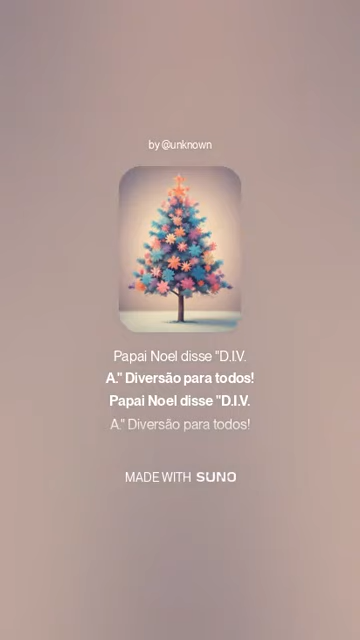 by @unknown
Papai Noel disse "D.I.V.
A." Diversão para todos!
Papai Noel disse "D.I.V.
A." Diversão para todos!
MADE WITH SUNO